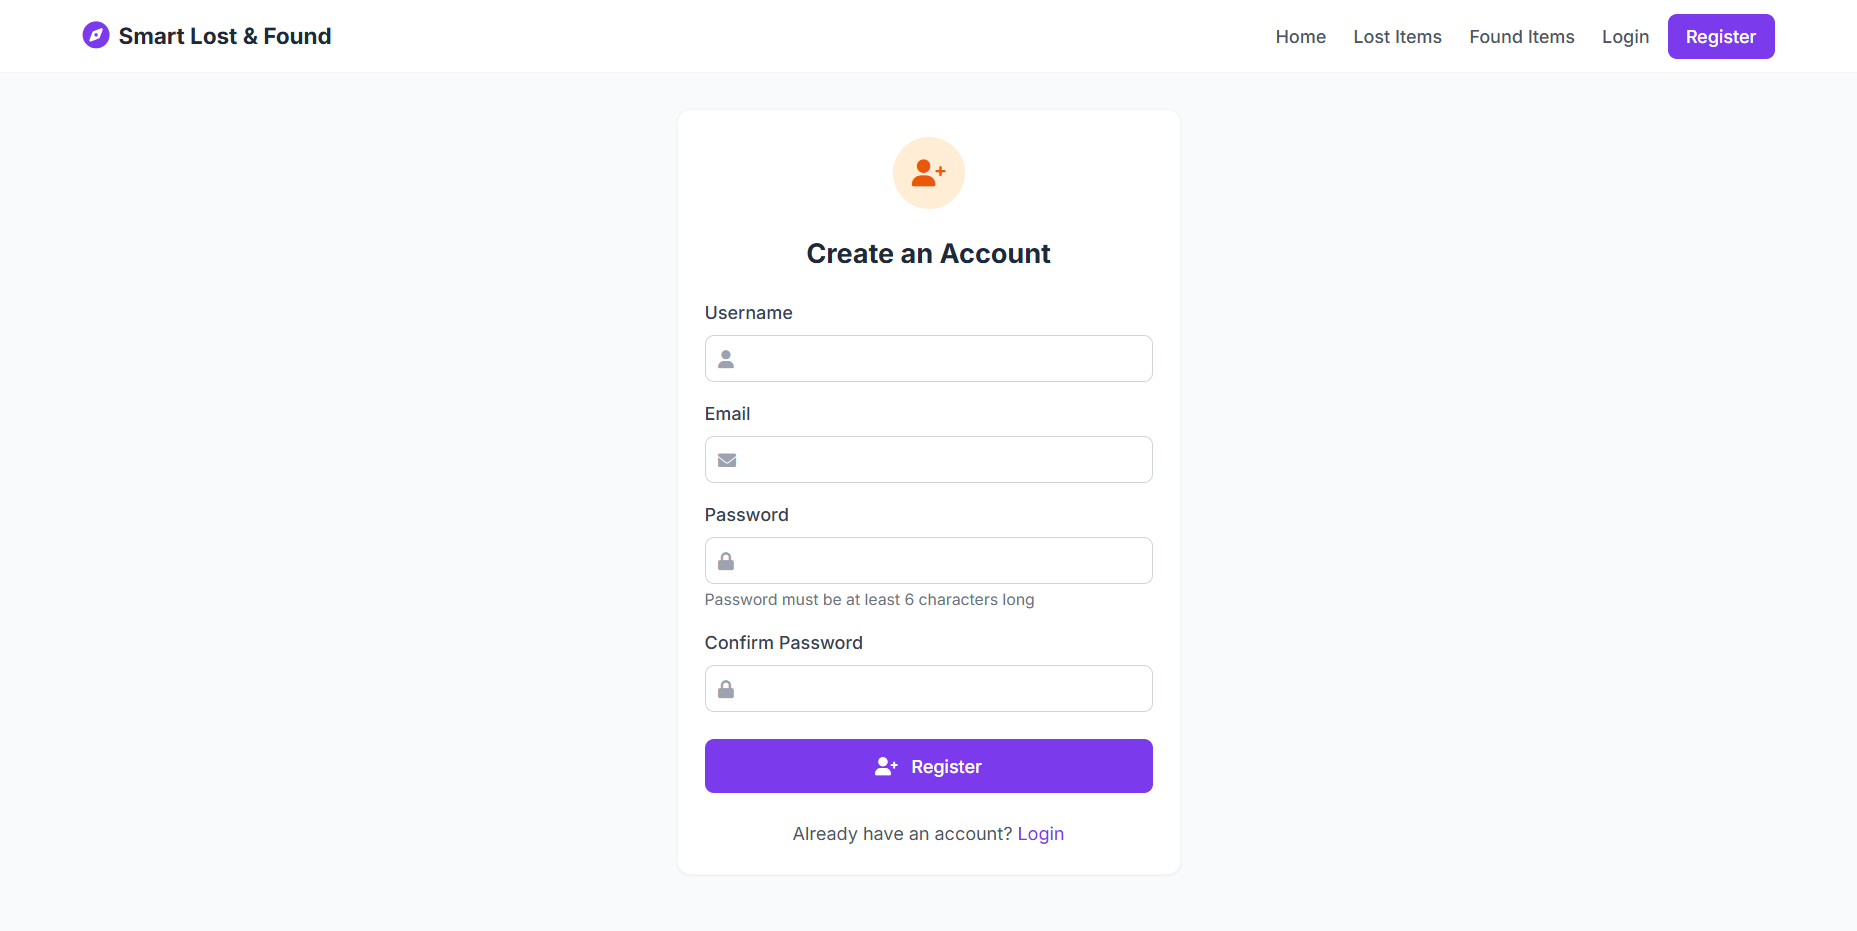 Smart Lost & Found
Home Lost Items Found Items Login Register
Create an Account
Username
Email
Password
Password must be at least 6 characters long
Confirm Password
Register
Already have an account? Login